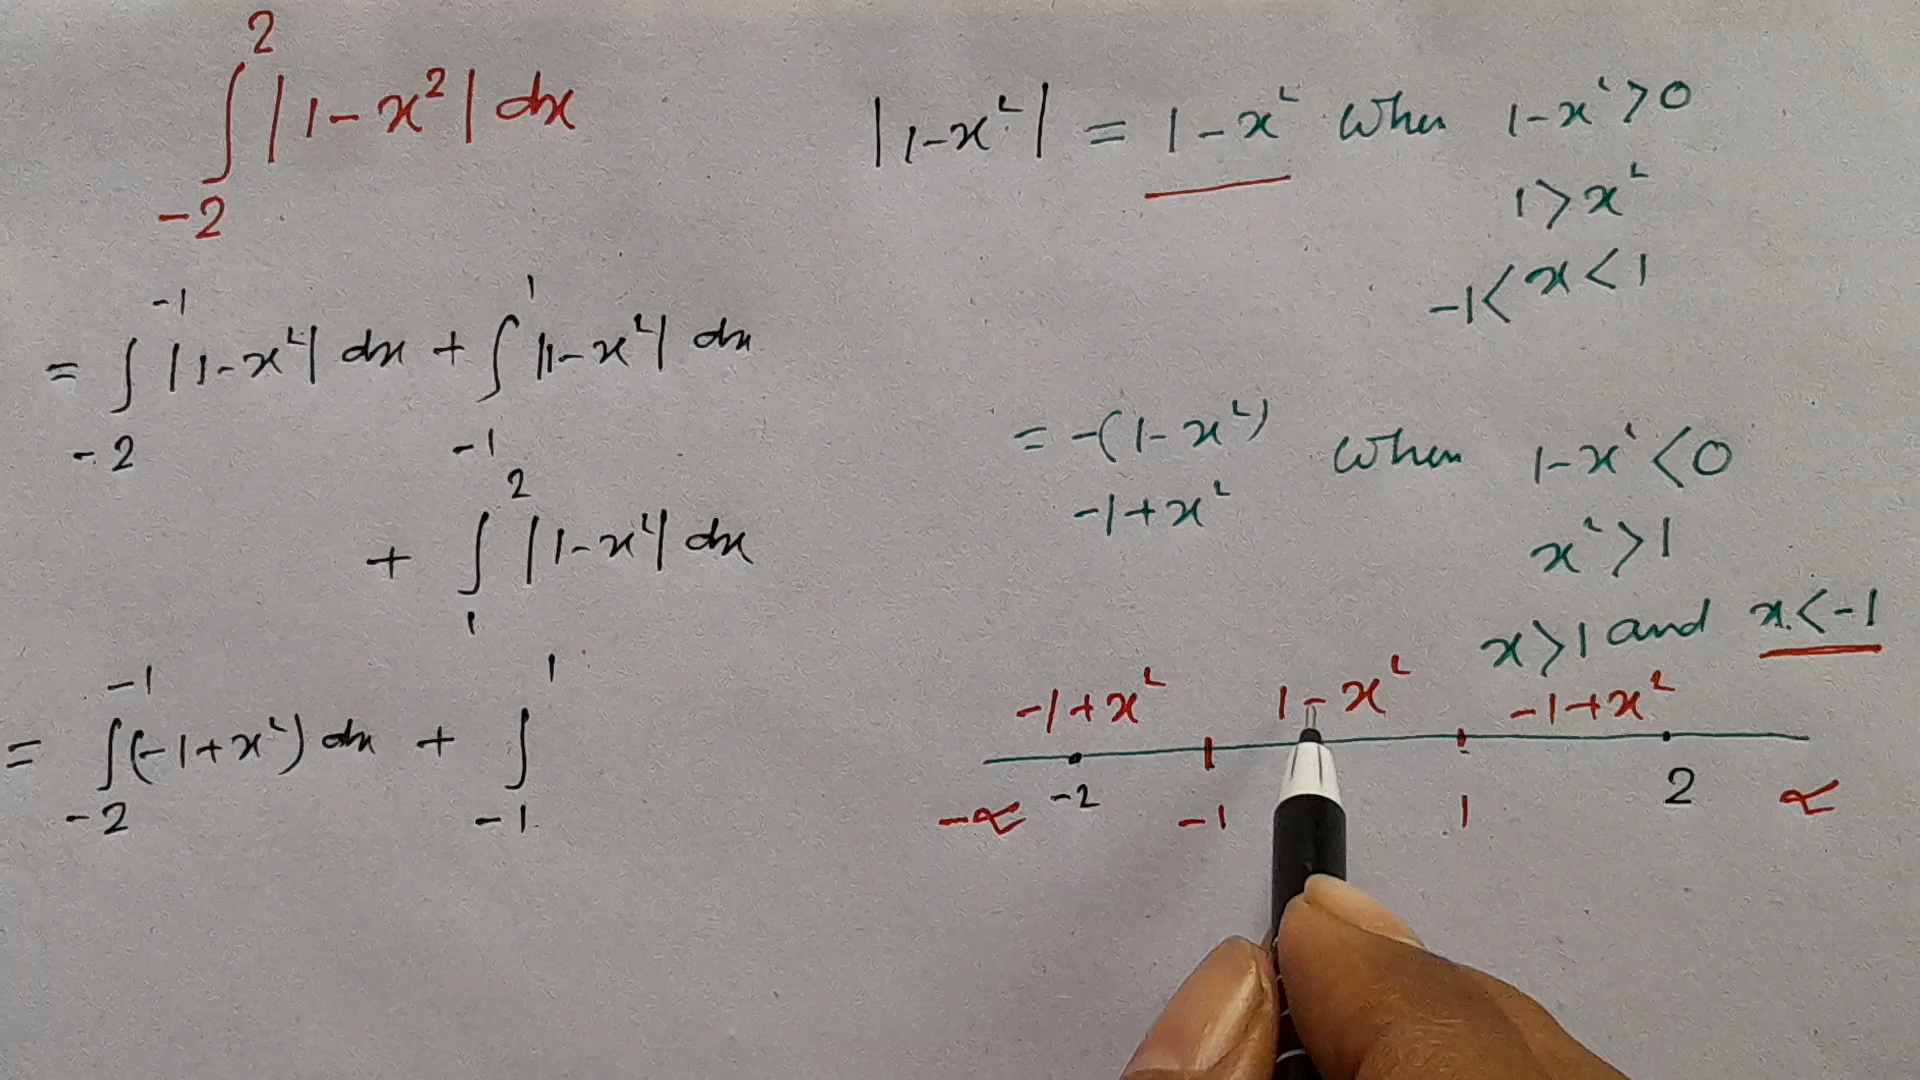 ∫_{-2}^{2} |1-x²| dx
= ∫_{-2}^{-1} |1-x²| dx + ∫_{-1}^{1} |1-x²| dx
+ ∫_{1}^{2} |1-x²| dx
= ∫_{-2}^{-1} (-1+x²) dx + ∫_{-1}^{1}
|1-x²| = 1-x² when 1-x²>0
1>x²
-1<x<1
= -(1-x²) when 1-x²<0
-1+x²
x²>1
x>1 and x<-1
-1+x² 1-x² -1+x²
-∝ -2 -1 1 2 ∝